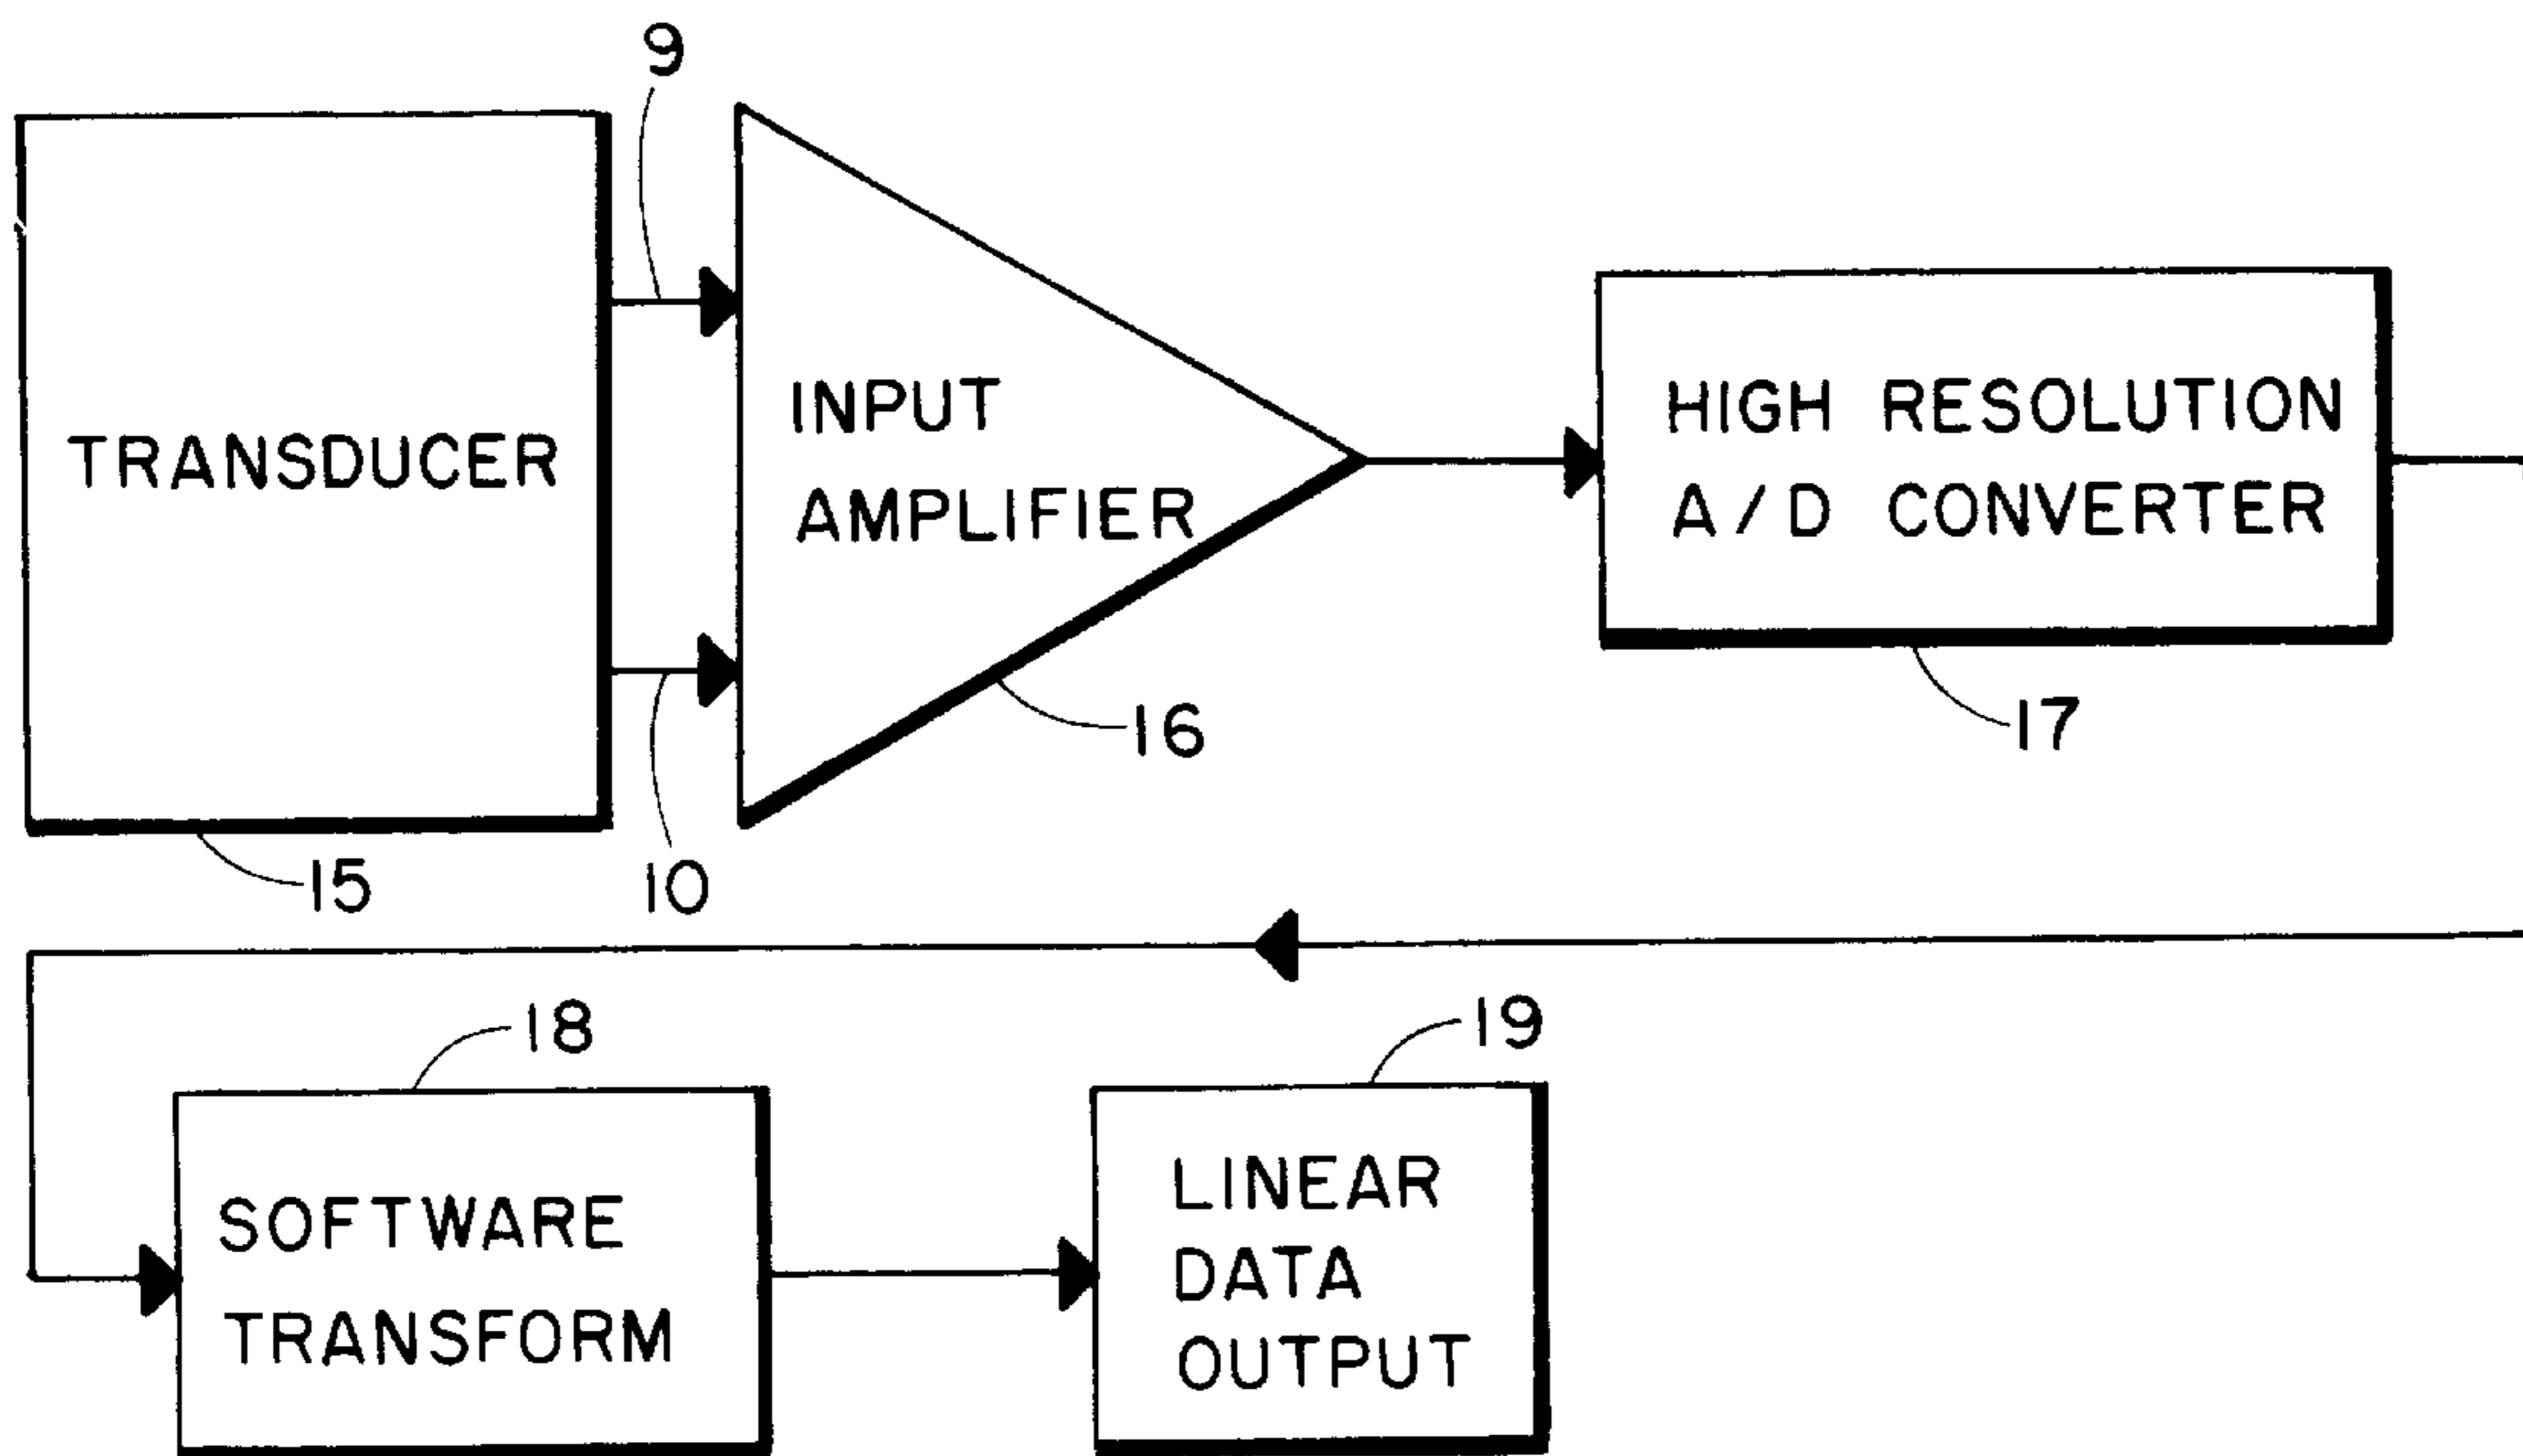 9
TRANSDUCER
INPUT
AMPLIFIER
HIGH RESOLUTION
A/D CONVERTER
16
17
15
10
18
19
SOFTWARE
TRANSFORM
LINEAR
DATA
OUTPUT